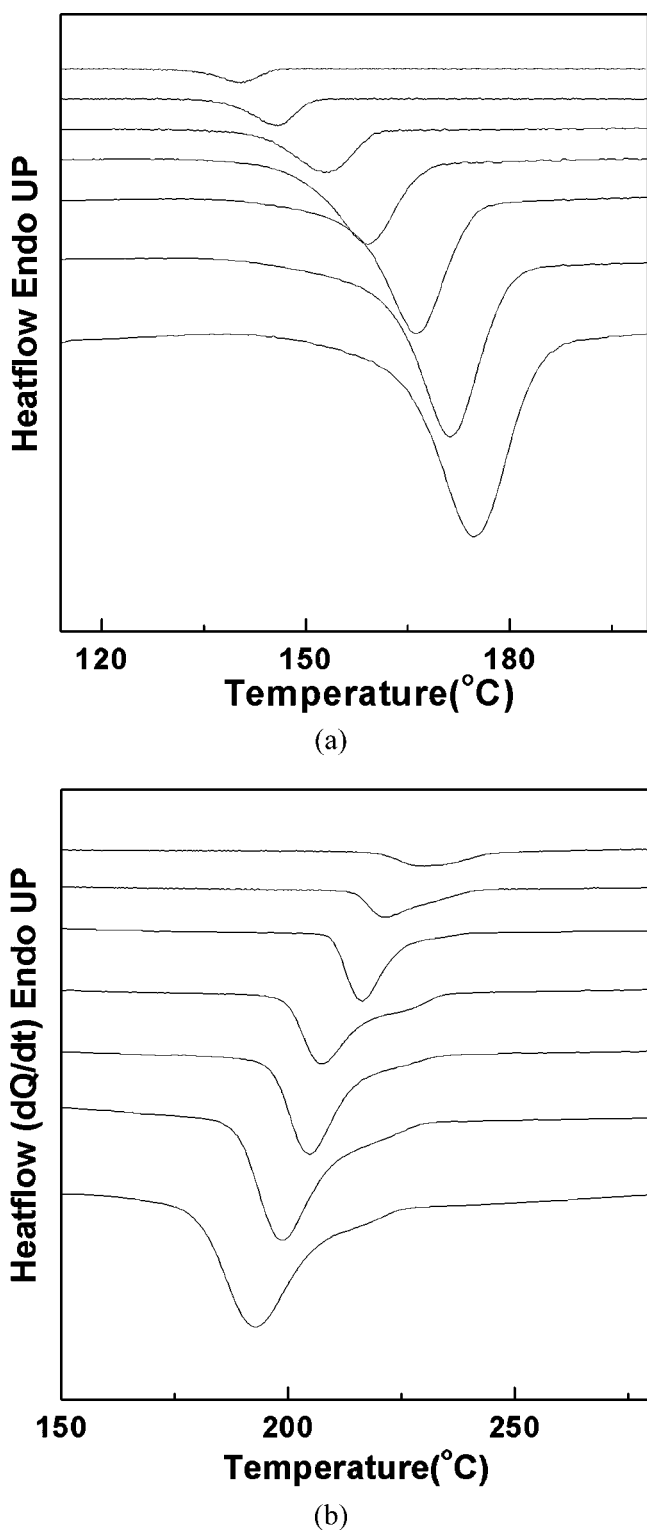 Heatflow Endo UP
120 150 180
Temperature(°C)
(a)
Heatflow (dQ/dt) Endo UP
150 200 250
Temperature(°C)
(b)